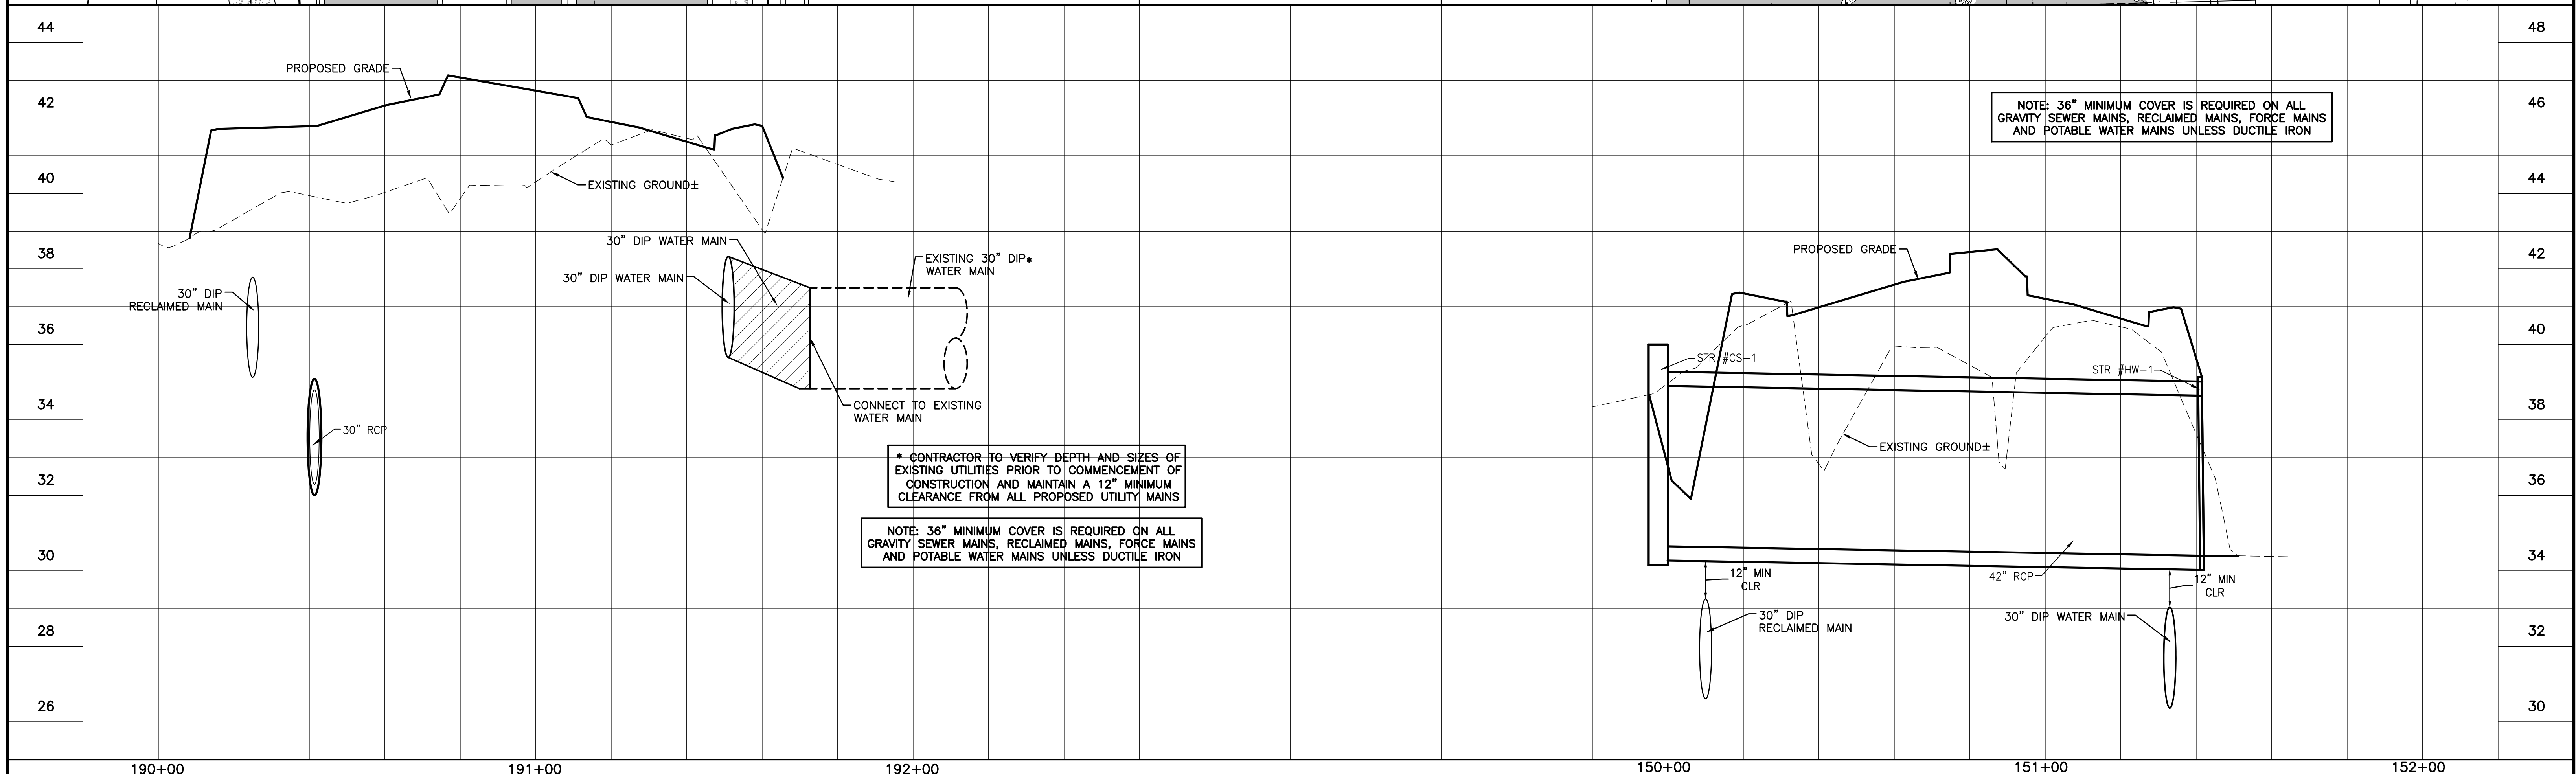 44
42
40
38
36
34
32
30
28
26
PROPOSED GRADE
EXISTING GROUND±
30" DIP
RECLAIMED MAIN
30" RCP
30" DIP WATER MAIN
30" DIP WATER MAIN
EXISTING 30" DIP*
WATER MAIN
CONNECT TO EXISTING
WATER MAIN
* CONTRACTOR TO VERIFY DEPTH AND SIZES OF
EXISTING UTILITIES PRIOR TO COMMENCEMENT OF
CONSTRUCTION AND MAINTAIN A 12" MINIMUM
CLEARANCE FROM ALL PROPOSED UTILITY MAINS
NOTE: 36" MINIMUM COVER IS REQUIRED ON ALL
GRAVITY SEWER MAINS, RECLAIMED MAINS, FORCE MAINS
AND POTABLE WATER MAINS UNLESS DUCTILE IRON
190+00
191+00
192+00
NOTE: 36" MINIMUM COVER IS REQUIRED ON ALL
GRAVITY SEWER MAINS, RECLAIMED MAINS, FORCE MAINS
AND POTABLE WATER MAINS UNLESS DUCTILE IRON
PROPOSED GRADE
STR #CS-1
STR #HW-1
EXISTING GROUND±
42" RCP
12" MIN
CLR
12" MIN
CLR
30" DIP
RECLAIMED MAIN
30" DIP WATER MAIN
150+00
151+00
152+00
48
46
44
42
40
38
36
34
32
30